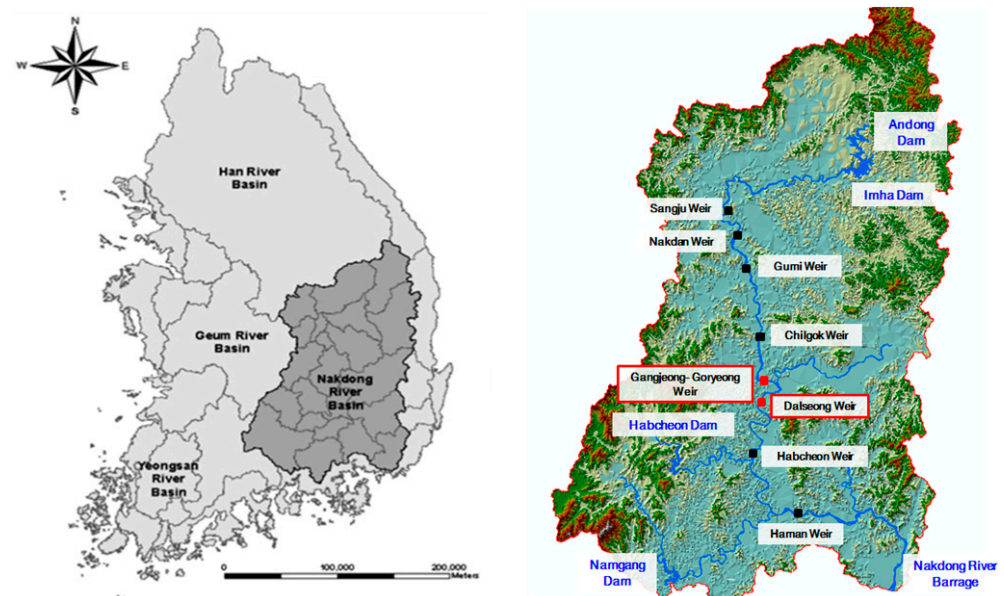 N
W
E
S
Han River
Basin
Geum River
Basin
Nakdong
River
Basin
Yeongsan
River
Basin
0
100,000
200,000
Meters
Andong
Dam
Imha Dam
Sangju Weir
Nakdan Weir
Gumi Weir
Chilgok Weir
Gangjeong- Goryeong
Weir
Dalseong Weir
Habcheon Dam
Habcheon Weir
Haman Weir
Namgang
Dam
Nakdong River
Barrage